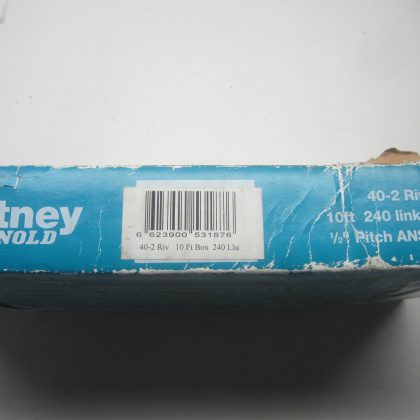 tney
NOLD
6 623900 531876
40-2 Riv 10 Ft Box 240 Lks
40-2 Riv
10ft 240 link
½" Pitch ANS